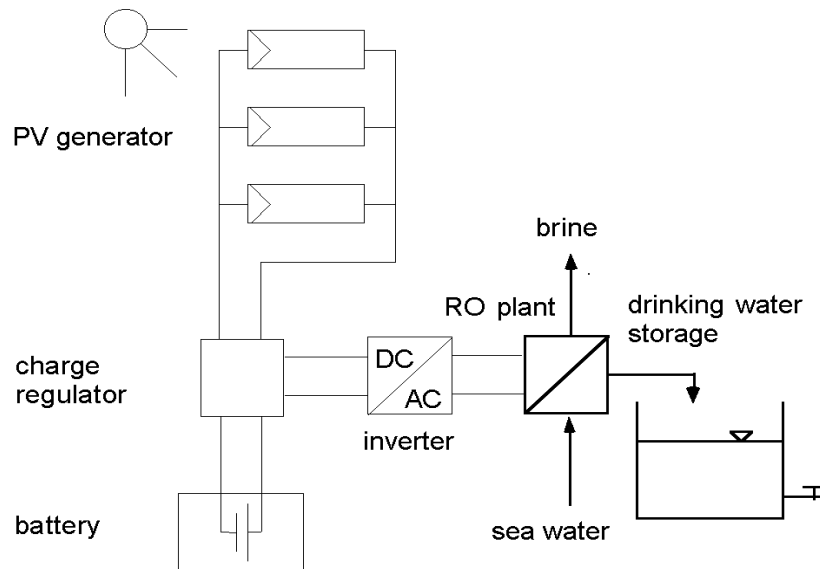 PV generator
brine
RO plant
drinking water
storage
charge
regulator
DC
AC
inverter
battery
sea water